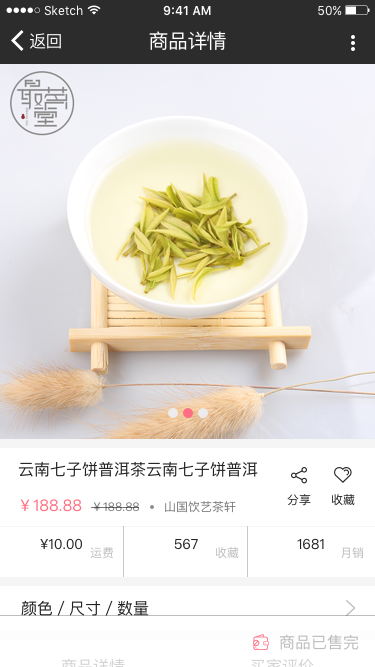 Sketch 9:41 AM 50%
返回 商品详情
云南七子饼普洱茶云南七子饼普洱
¥188.88 ¥188.88 • 山国饮艺茶轩
分享 收藏
¥10.00 运费 567 收藏 1681 月销
颜色 / 尺寸 / 数量
商品已售完
商品详情 买家评价